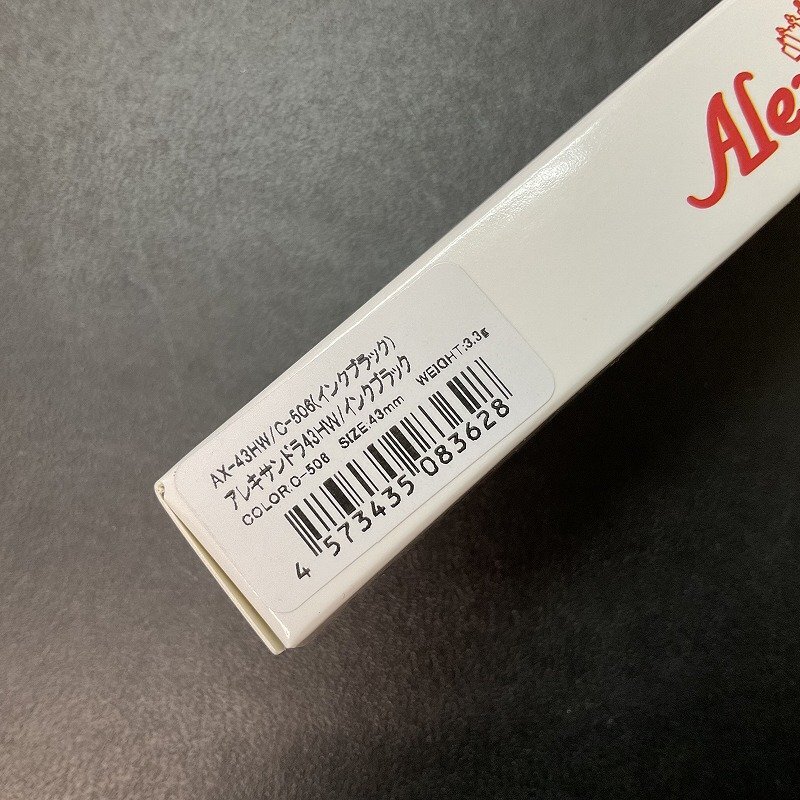 Ale
AX-43HW/C-506(インクブラック)
アレキサンドラ43HW/インクブラック
COLOR:C-506 SIZE:43mm WEIGHT:3.3g
4 573435 083628